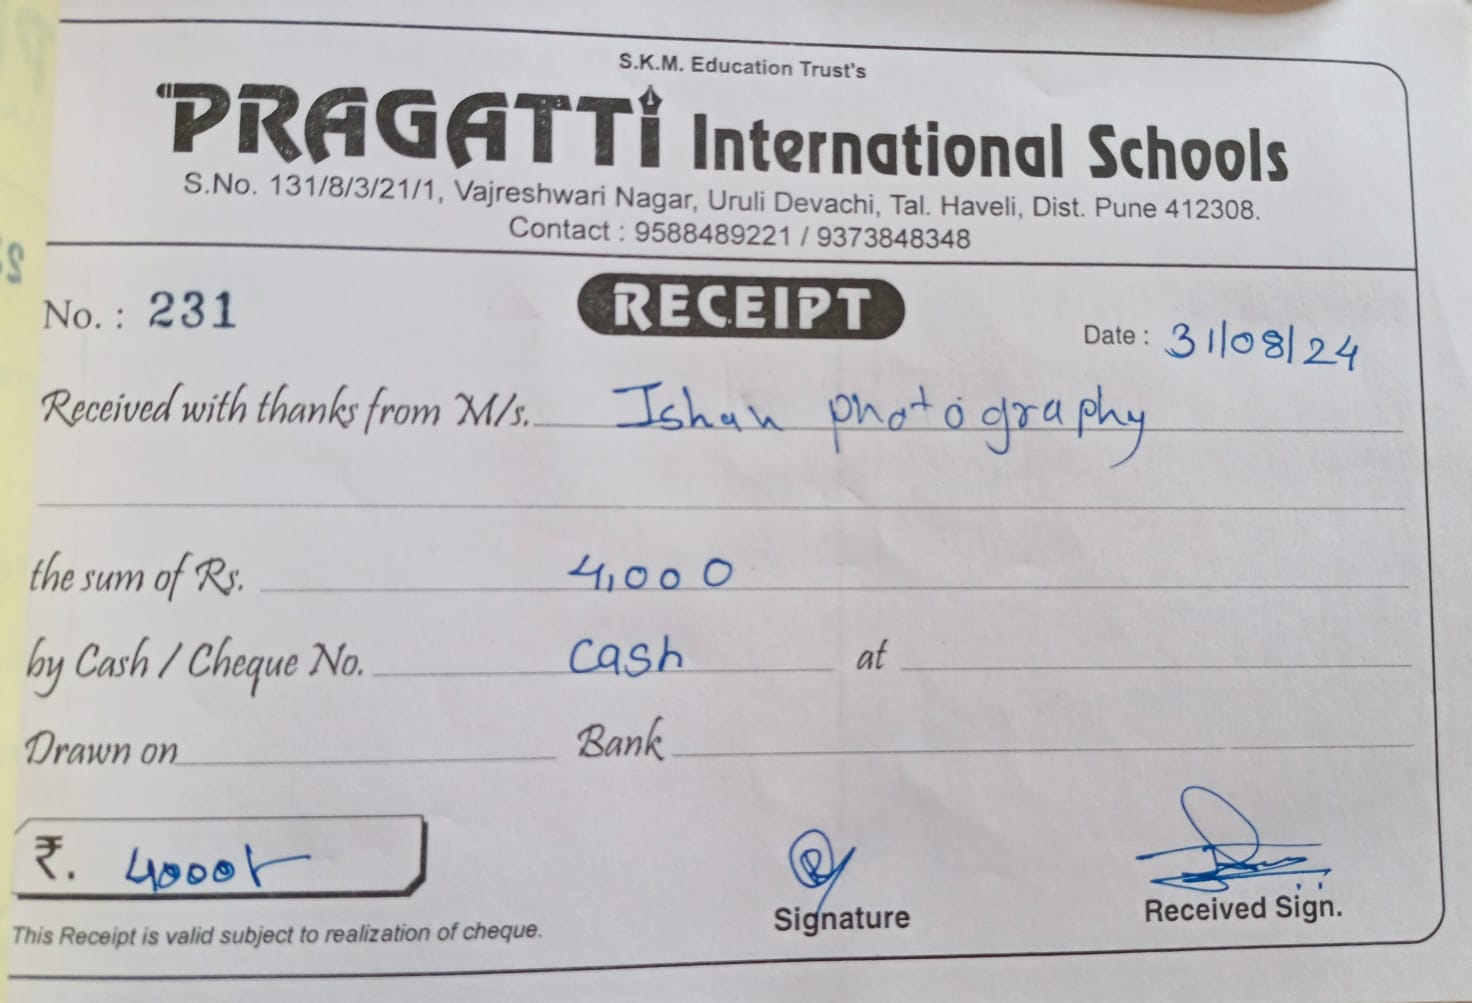 S.K.M. Education Trust's
PRAGATTi International Schools
S.No. 131/8/3/21/1, Vajreshwari Nagar, Uruli Devachi, Tal. Haveli, Dist. Pune 412308.
Contact : 9588489221 / 9373848348
RECEIPT
No. : 231
Date : 31/08/24
Received with thanks from M/s. Ishan photography
the sum of Rs. 4,000
by Cash / Cheque No. cash at
Drawn on Bank
₹. 4000/-
Signature
Received Sign.
This Receipt is valid subject to realization of cheque.